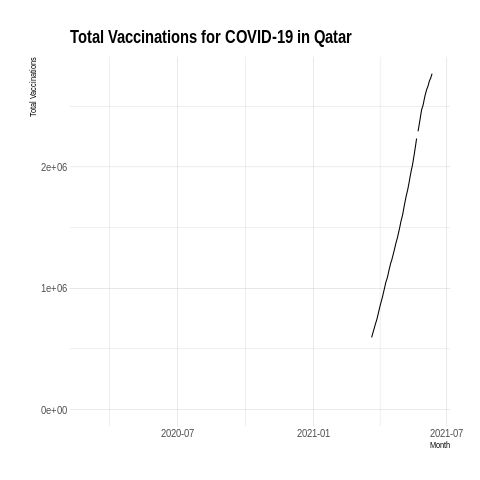 Total Vaccinations for COVID-19 in Qatar
Total Vaccinations
2e+06
1e+06
0e+00
2020-07
2021-01
2021-07
Month